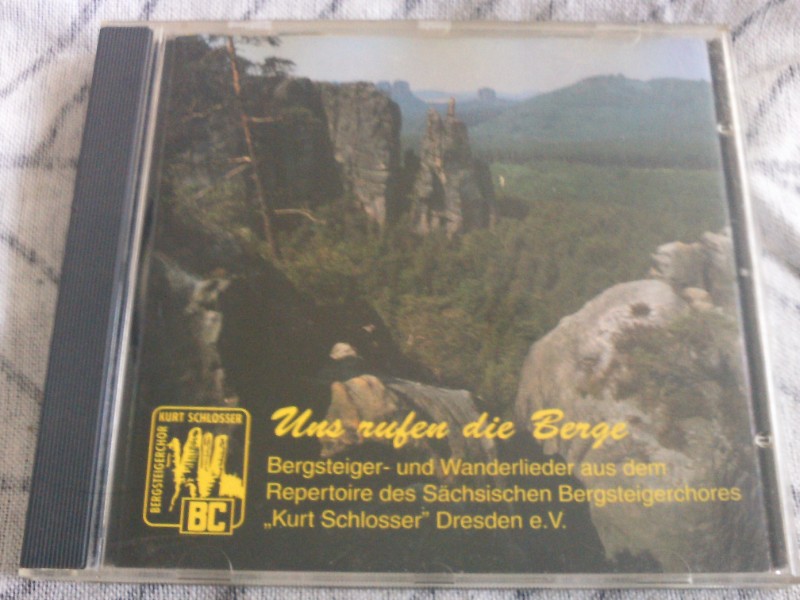 Uns rufen die Berge
Bergsteiger- und Wanderlieder aus dem
Repertoire des Sächsischen Bergsteigerchores
„Kurt Schlosser" Dresden e.V.
KURT SCHLOSSER
BERGSTEIGERCHOR
BC